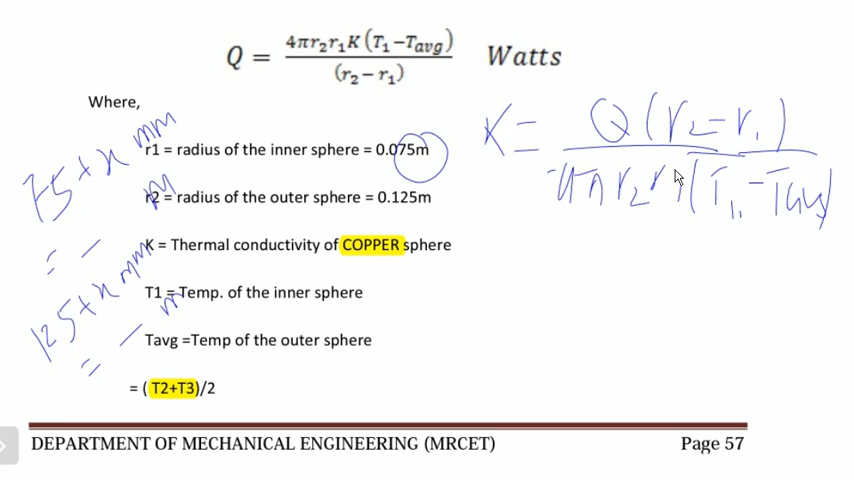 Q = 4πr₂r₁K(T₁−Tavg) / (r₂−r₁) Watts
Where,
r1 = radius of the inner sphere = 0.075m
r2 = radius of the outer sphere = 0.125m
K = Thermal conductivity of COPPER sphere
T1 = Temp. of the inner sphere
Tavg =Temp of the outer sphere
= ( T2+T3)/2
K = Q(r₂−r₁) / 4πr₂r₁(T₁−Tavg)
75+x mm
= – m
125+x mm
= – m
DEPARTMENT OF MECHANICAL ENGINEERING (MRCET) Page 57